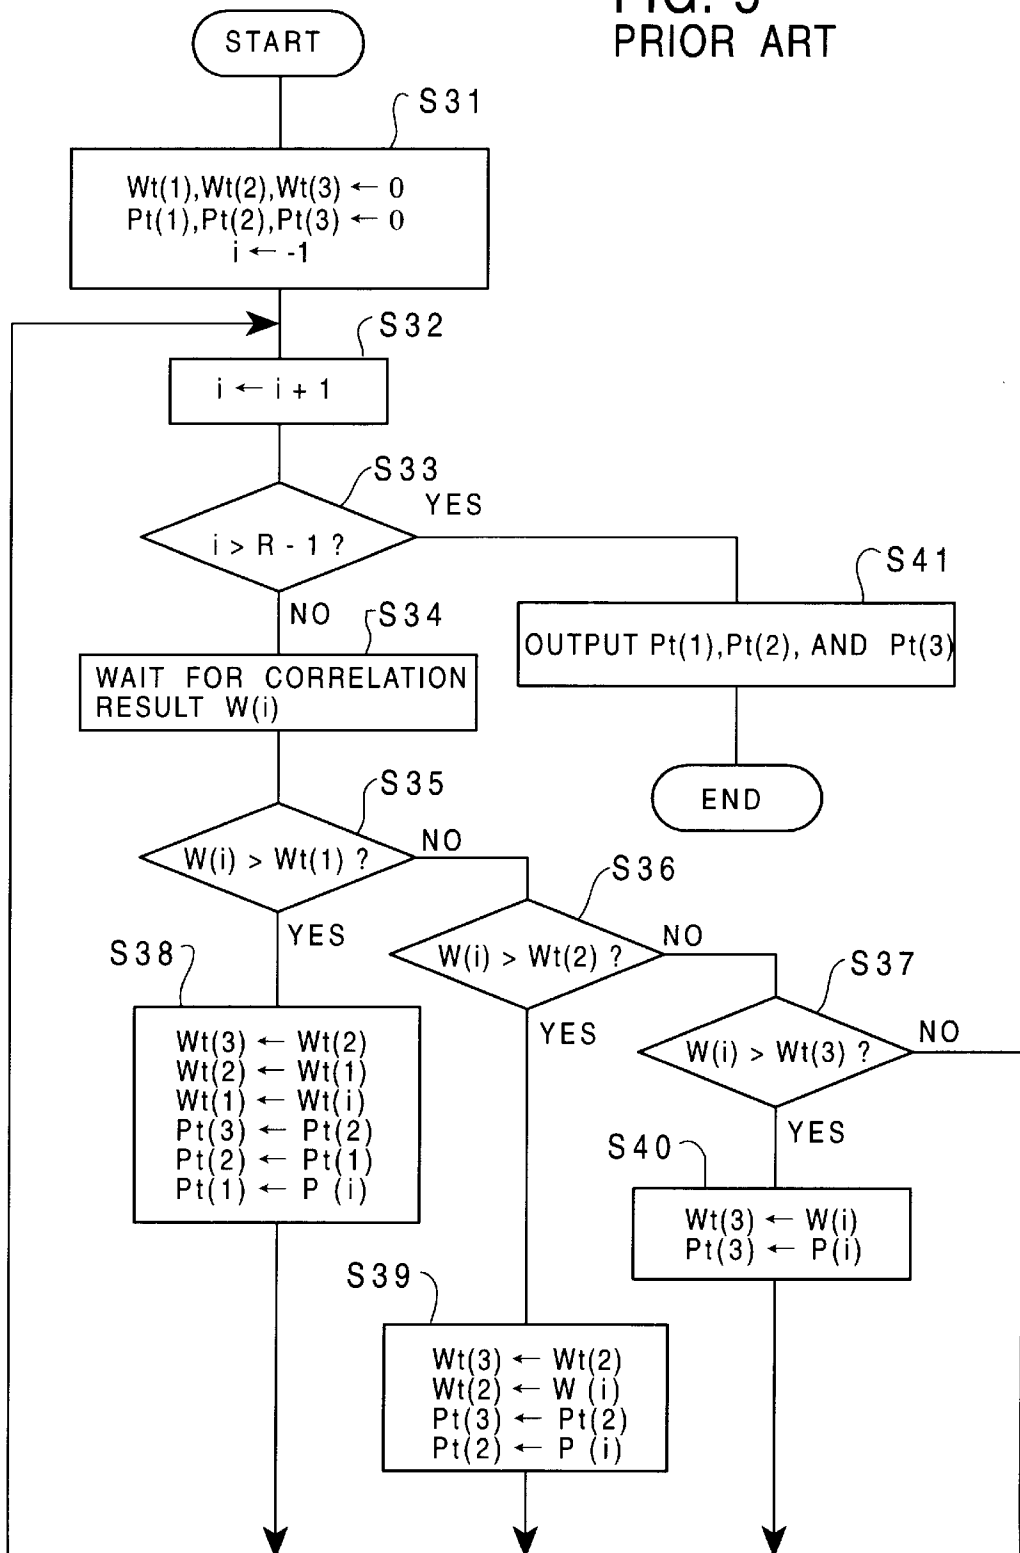 FIG. 5
PRIOR ART
START
S31
Wt(1),Wt(2),Wt(3) ← 0
Pt(1),Pt(2),Pt(3) ← 0
i ← -1
S32
i ← i + 1
S33
YES
i > R - 1 ?
NO
S41
OUTPUT Pt(1),Pt(2), AND Pt(3)
END
S34
WAIT FOR CORRELATION
RESULT W(i)
S35
W(i) > Wt(1) ?
NO
YES
S36
W(i) > Wt(2) ?
NO
YES
S37
W(i) > Wt(3) ?
NO
YES
S38
Wt(3) ← Wt(2)
Wt(2) ← Wt(1)
Wt(1) ← Wt(i)
Pt(3) ← Pt(2)
Pt(2) ← Pt(1)
Pt(1) ← P (i)
S40
Wt(3) ← W(i)
Pt(3) ← P(i)
S39
Wt(3) ← Wt(2)
Wt(2) ← W (i)
Pt(3) ← Pt(2)
Pt(2) ← P (i)